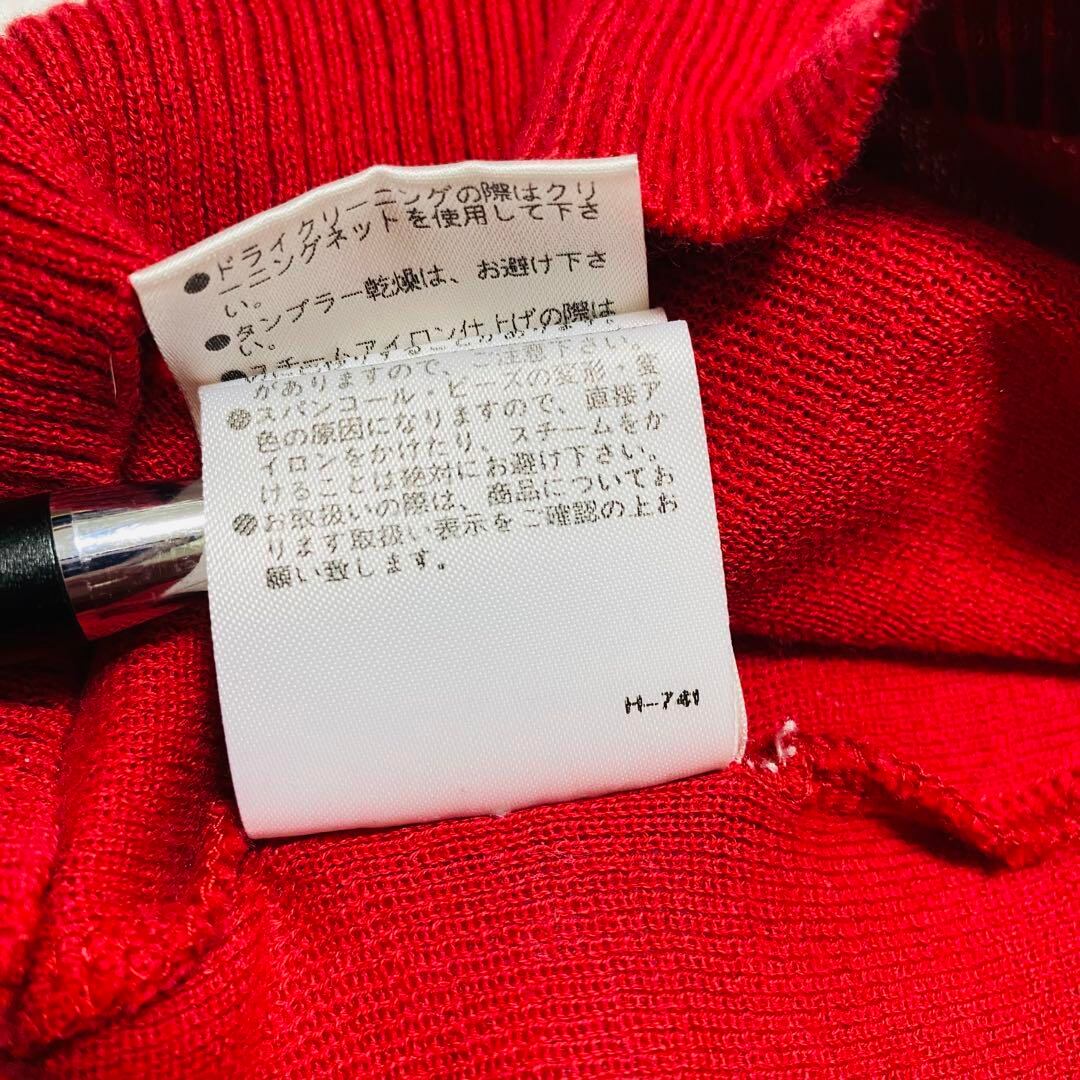 ●ドライクリーニングの際はクリ
ーニングネットを使用して下さ
い。
●タンブラー乾燥は、お避け下さ
い。
●スチームアイロン仕上げの際は
がありますので、ご注意下さい。
●スパンコール・ビーズの変形・変
色の原因になりますので、直接ア
イロンをかけたり、スチームをか
けることは絶対にお避け下さい。
●お取扱いの際は、商品についてお
ります取扱い表示をご確認の上お
願い致します。
H-741